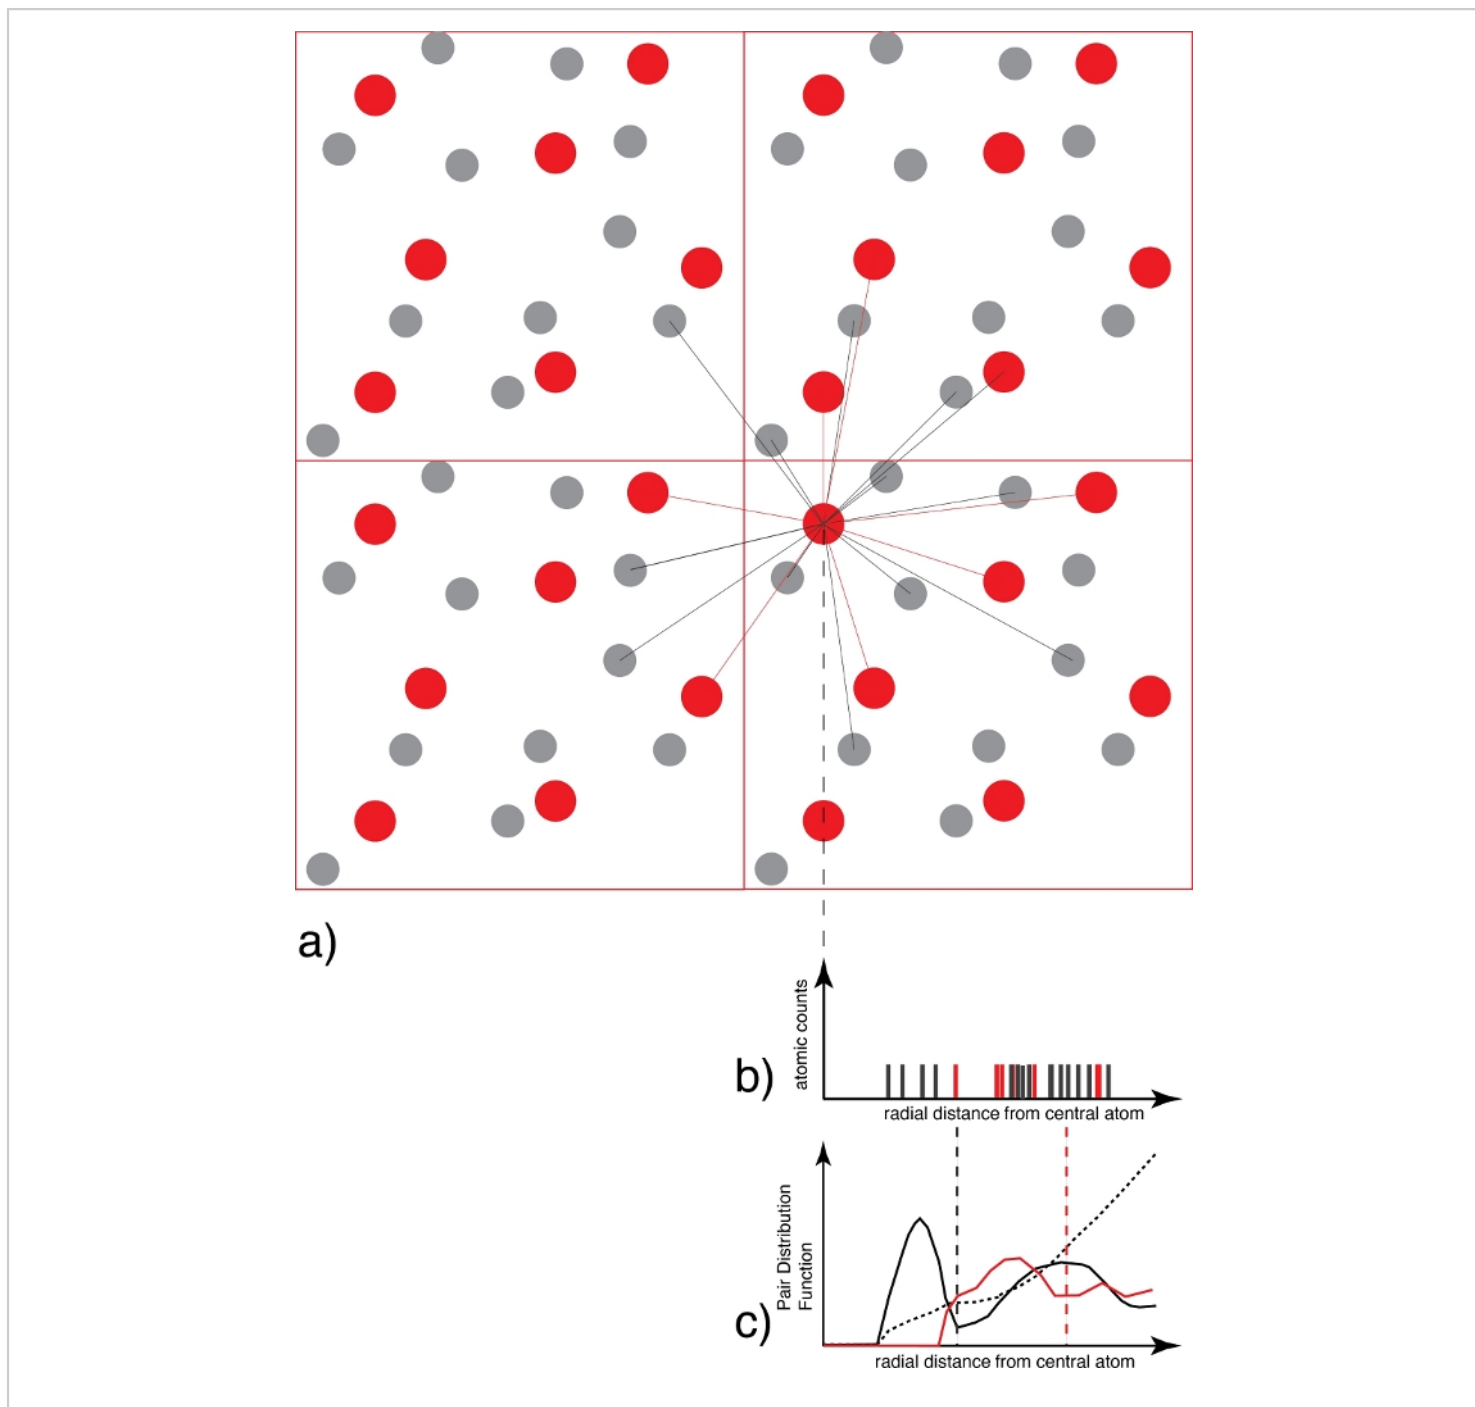 a)
b)
atomic counts
radial distance from central atom
c)
Pair Distribution
Function
radial distance from central atom